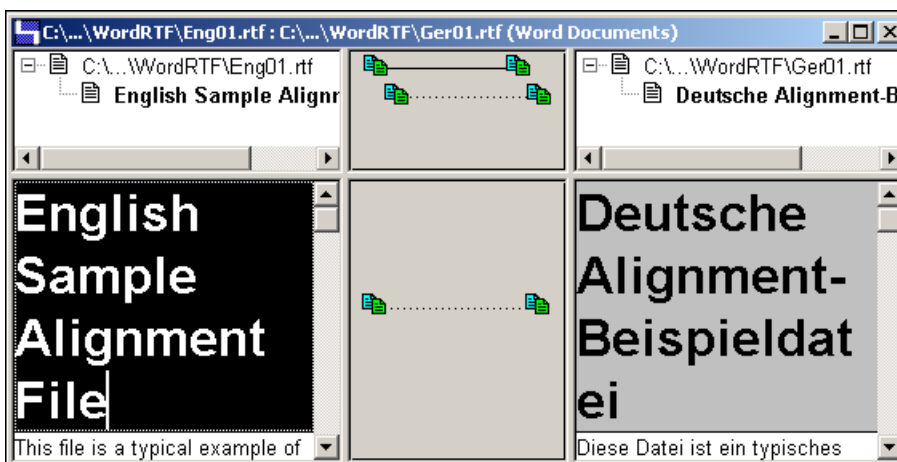 C:\...\WordRTF\Eng01.rtf : C:\...\WordRTF\Ger01.rtf (Word Documents)
C:\...\WordRTF\Eng01.rtf
English Sample Alignr
C:\...\WordRTF\Ger01.rtf
Deutsche Alignment-B
English
Sample
Alignment
File
This file is a typical example of
Deutsche
Alignment-
Beispieldat
ei
Diese Datei ist ein typisches